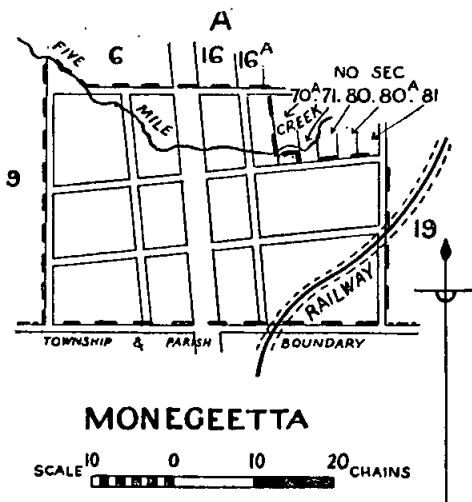 A
FIVE
MILE
CREEK
6
16
16A
NO SEC
70A. 71. 80. 80.A 81
9
19
RAILWAY
TOWNSHIP & PARISH BOUNDARY
MONEGEETTA
SCALE 10 0 10 20 CHAINS